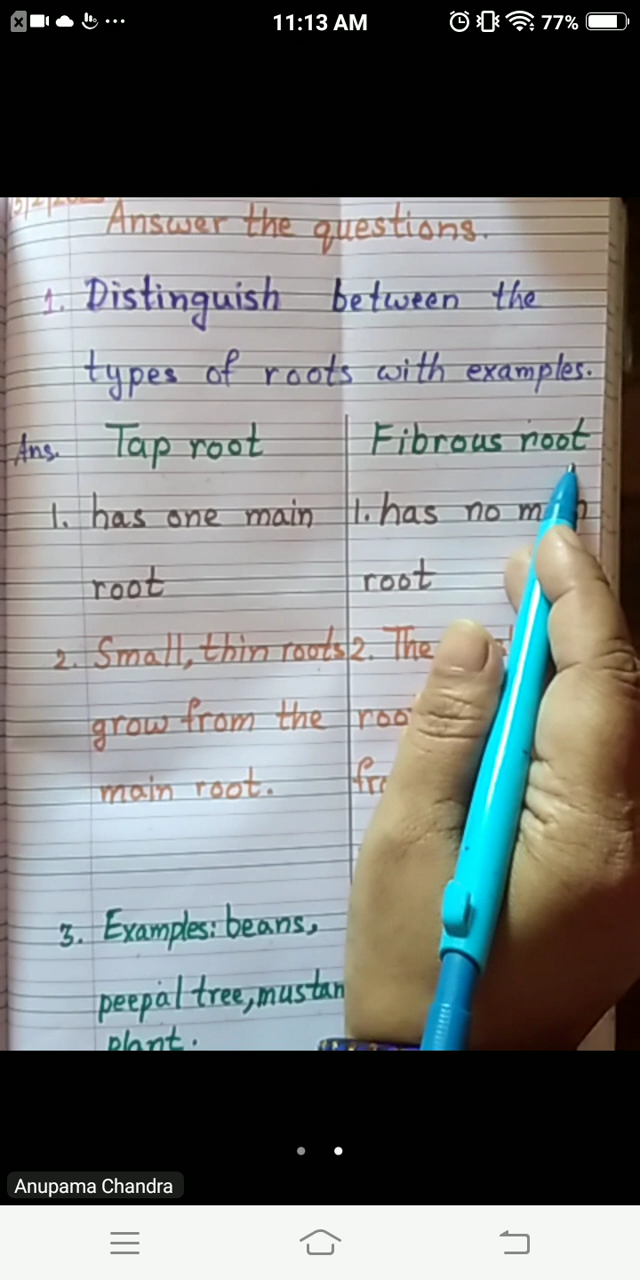 11:13 AM
77%
Answer the questions.
1. Distinguish between the
types of roots with examples.
Ans. Tap root Fibrous root
1. has one main 1. has no
root root
2. Small, thin roots 2. The
grow from the
main root.
3. Examples: beans,
peepal tree, mustan
plant.
Anupama Chandra